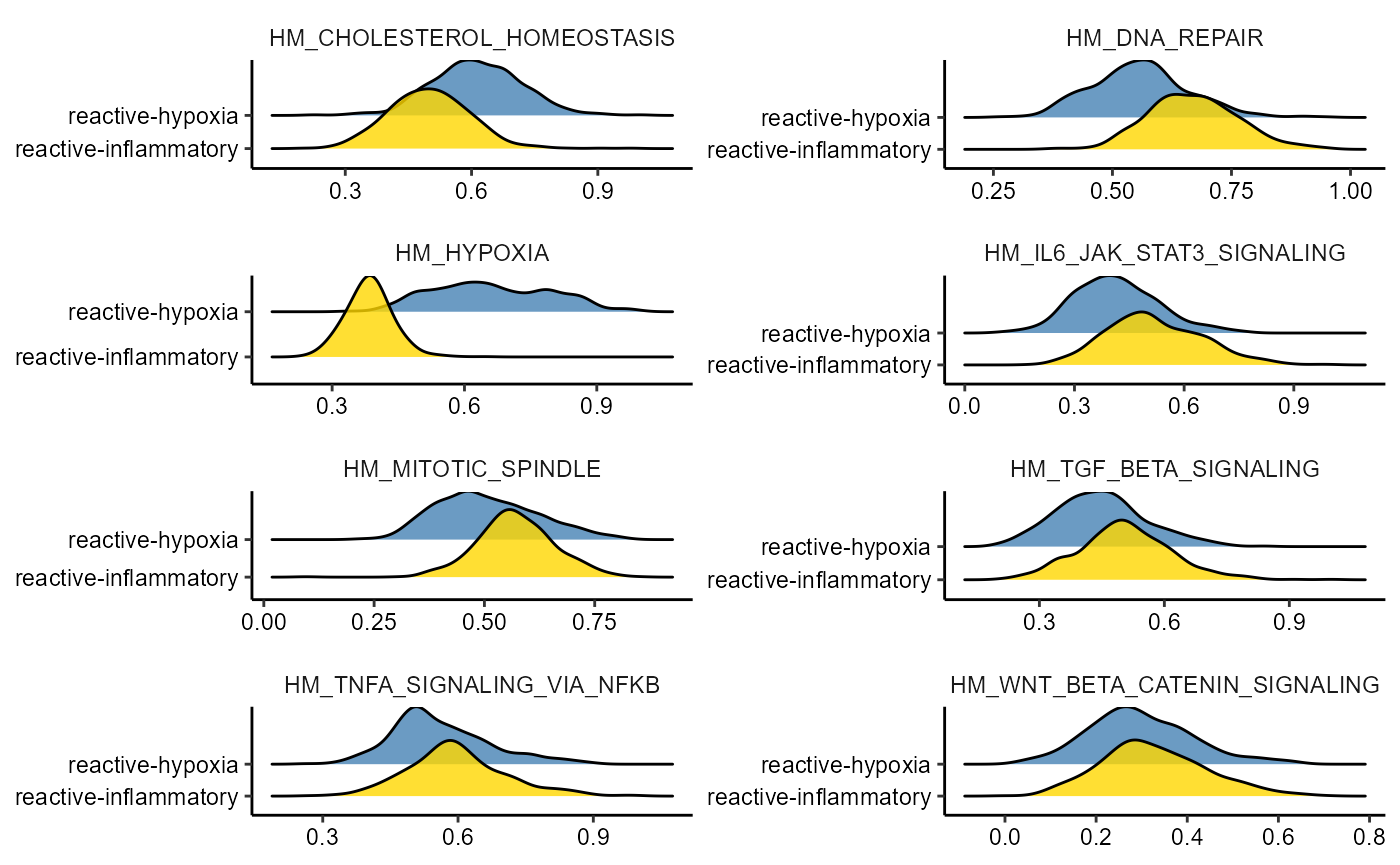 HM_CHOLESTEROL_HOMEOSTASIS
reactive-hypoxia
reactive-inflammatory
0.3 0.6 0.9
HM_DNA_REPAIR
reactive-hypoxia
reactive-inflammatory
0.25 0.50 0.75 1.00
HM_HYPOXIA
reactive-hypoxia
reactive-inflammatory
0.3 0.6 0.9
HM_IL6_JAK_STAT3_SIGNALING
reactive-hypoxia
reactive-inflammatory
0.0 0.3 0.6 0.9
HM_MITOTIC_SPINDLE
reactive-hypoxia
reactive-inflammatory
0.00 0.25 0.50 0.75
HM_TGF_BETA_SIGNALING
reactive-hypoxia
reactive-inflammatory
0.3 0.6 0.9
HM_TNFA_SIGNALING_VIA_NFKB
reactive-hypoxia
reactive-inflammatory
0.3 0.6 0.9
HM_WNT_BETA_CATENIN_SIGNALING
reactive-hypoxia
reactive-inflammatory
0.0 0.2 0.4 0.6 0.8